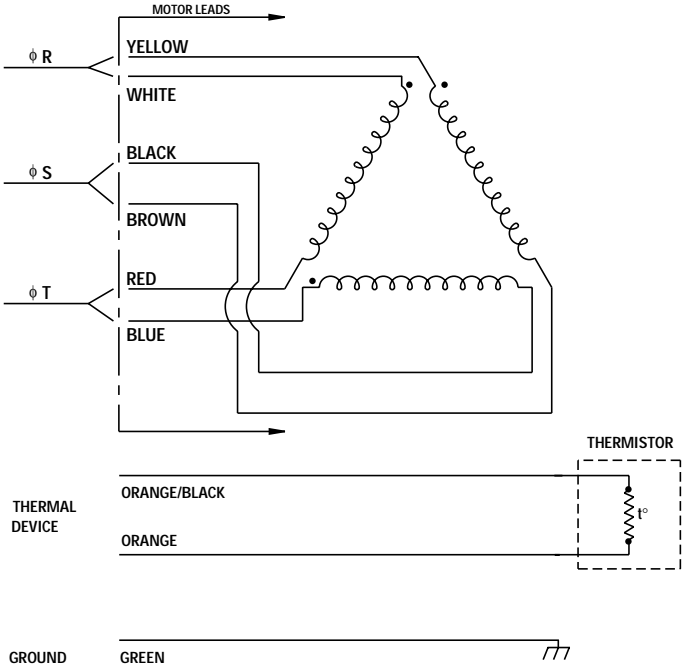 MOTOR LEADS
ϕ R
YELLOW
WHITE
ϕ S
BLACK
BROWN
ϕ T
RED
BLUE
THERMISTOR
THERMAL
DEVICE
ORANGE/BLACK
t°
ORANGE
GROUND
GREEN